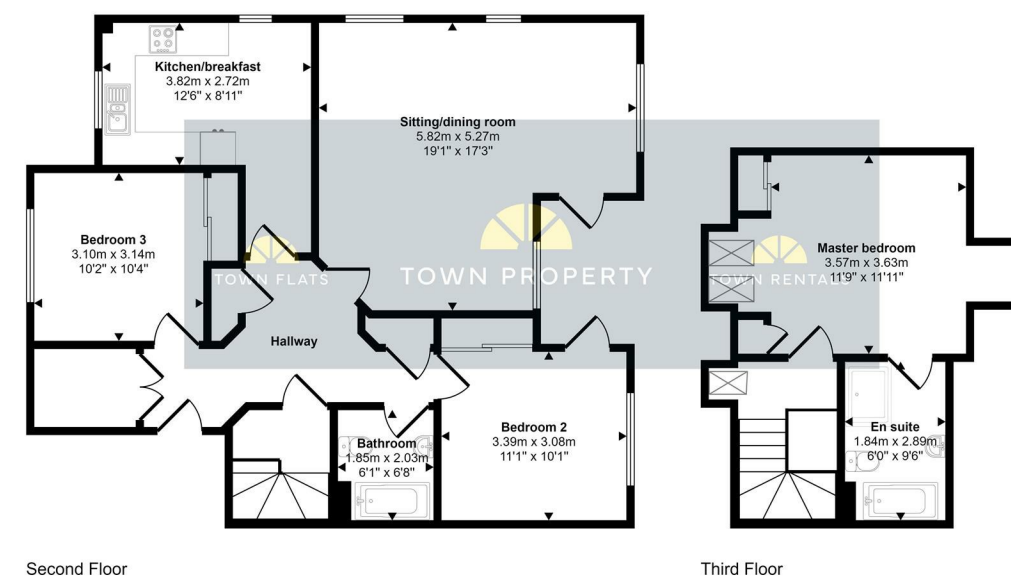 Kitchen/breakfast
3.82m x 2.72m
12'6" x 8'11"
Sitting/dining room
5.82m x 5.27m
19'1" x 17'3"
Bedroom 3
3.10m x 3.14m
10'2" x 10'4"
TOWN FLATS
TOWN PROPERTY
TOWN RENTALS
Master bedroom
3.57m x 3.63m
11'9" x 11'11"
Hallway
Bathroom
1.85m x 2.03m
6'1" x 6'8"
Bedroom 2
3.39m x 3.08m
11'1" x 10'1"
En suite
1.84m x 2.89m
6'0" x 9'6"
Second Floor
Third Floor